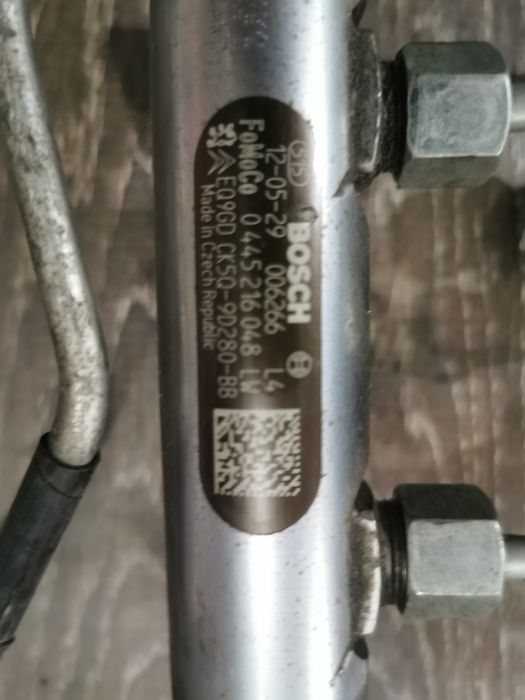 BOSCH
12-05-29 006266 L4
FoMoCo 0 445 216 048 LW
EQ9GD CK5Q-9D280-BB
Made in Czech Republic